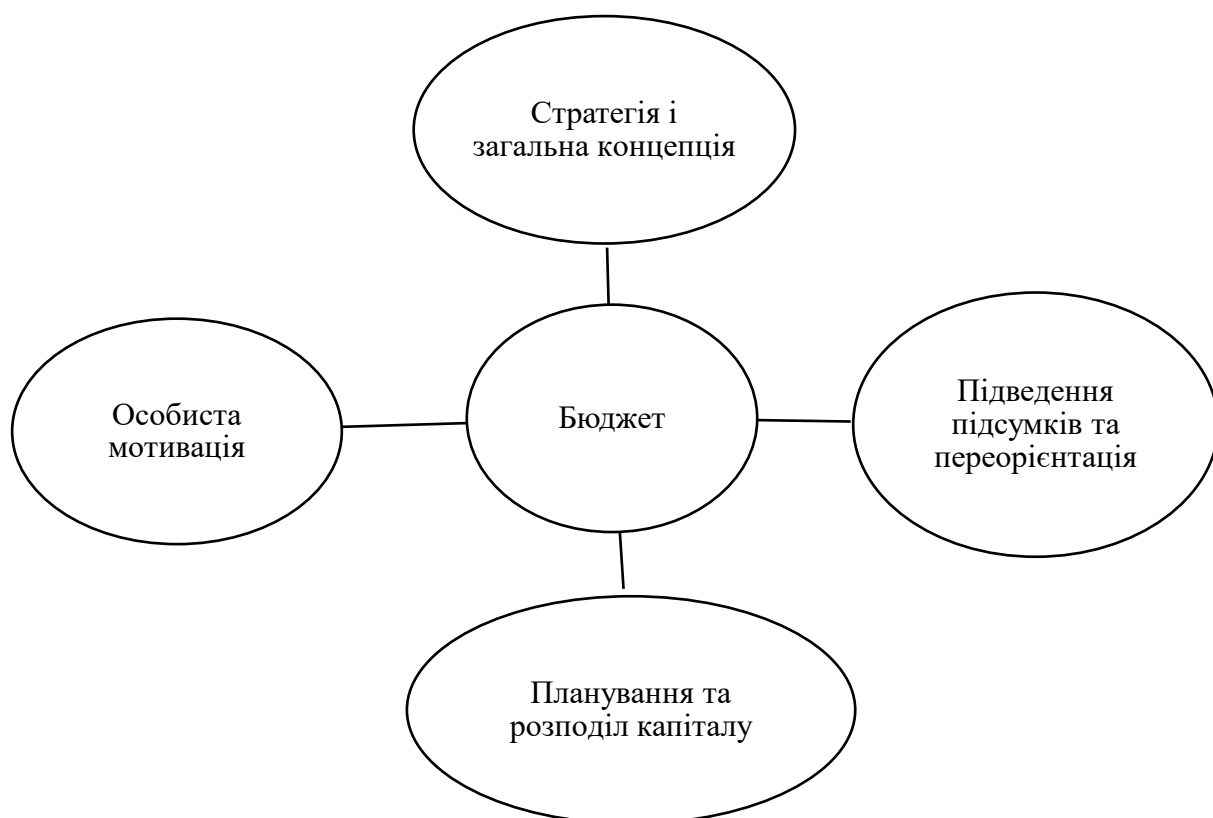 Стратегія і
загальна концепція
Особиста
мотивація
Бюджет
Підведення
підсумків та
переорієнтація
Планування та
розподіл капіталу